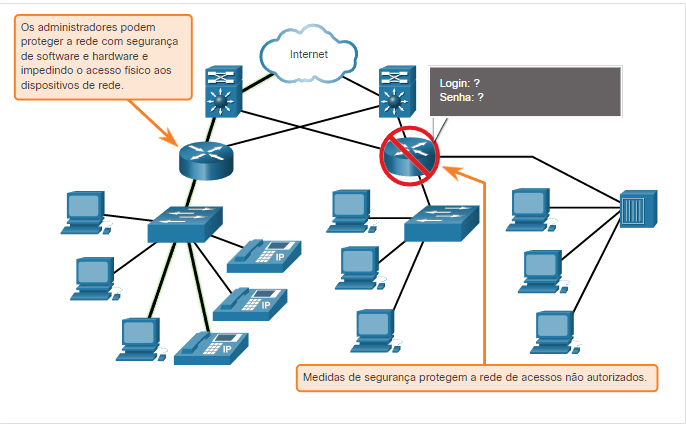 Os administradores podem
proteger a rede com segurança
de software e hardware e
impedindo o acesso físico aos
dispositivos de rede.
Internet
Login: ?
Senha: ?
IP
IP
IP
Medidas de segurança protegem a rede de acessos não autorizados.